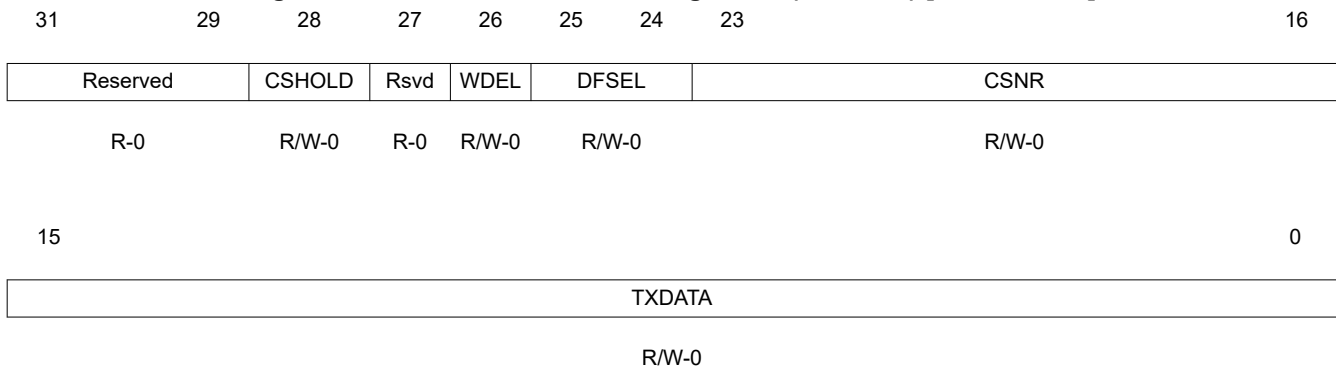 31 29 28 27 26 25 24 23 16
Reserved CSHOLD Rsvd WDEL DFSEL CSNR
R-0 R/W-0 R-0 R/W-0 R/W-0 R/W-0
15 0
TXDATA
R/W-0